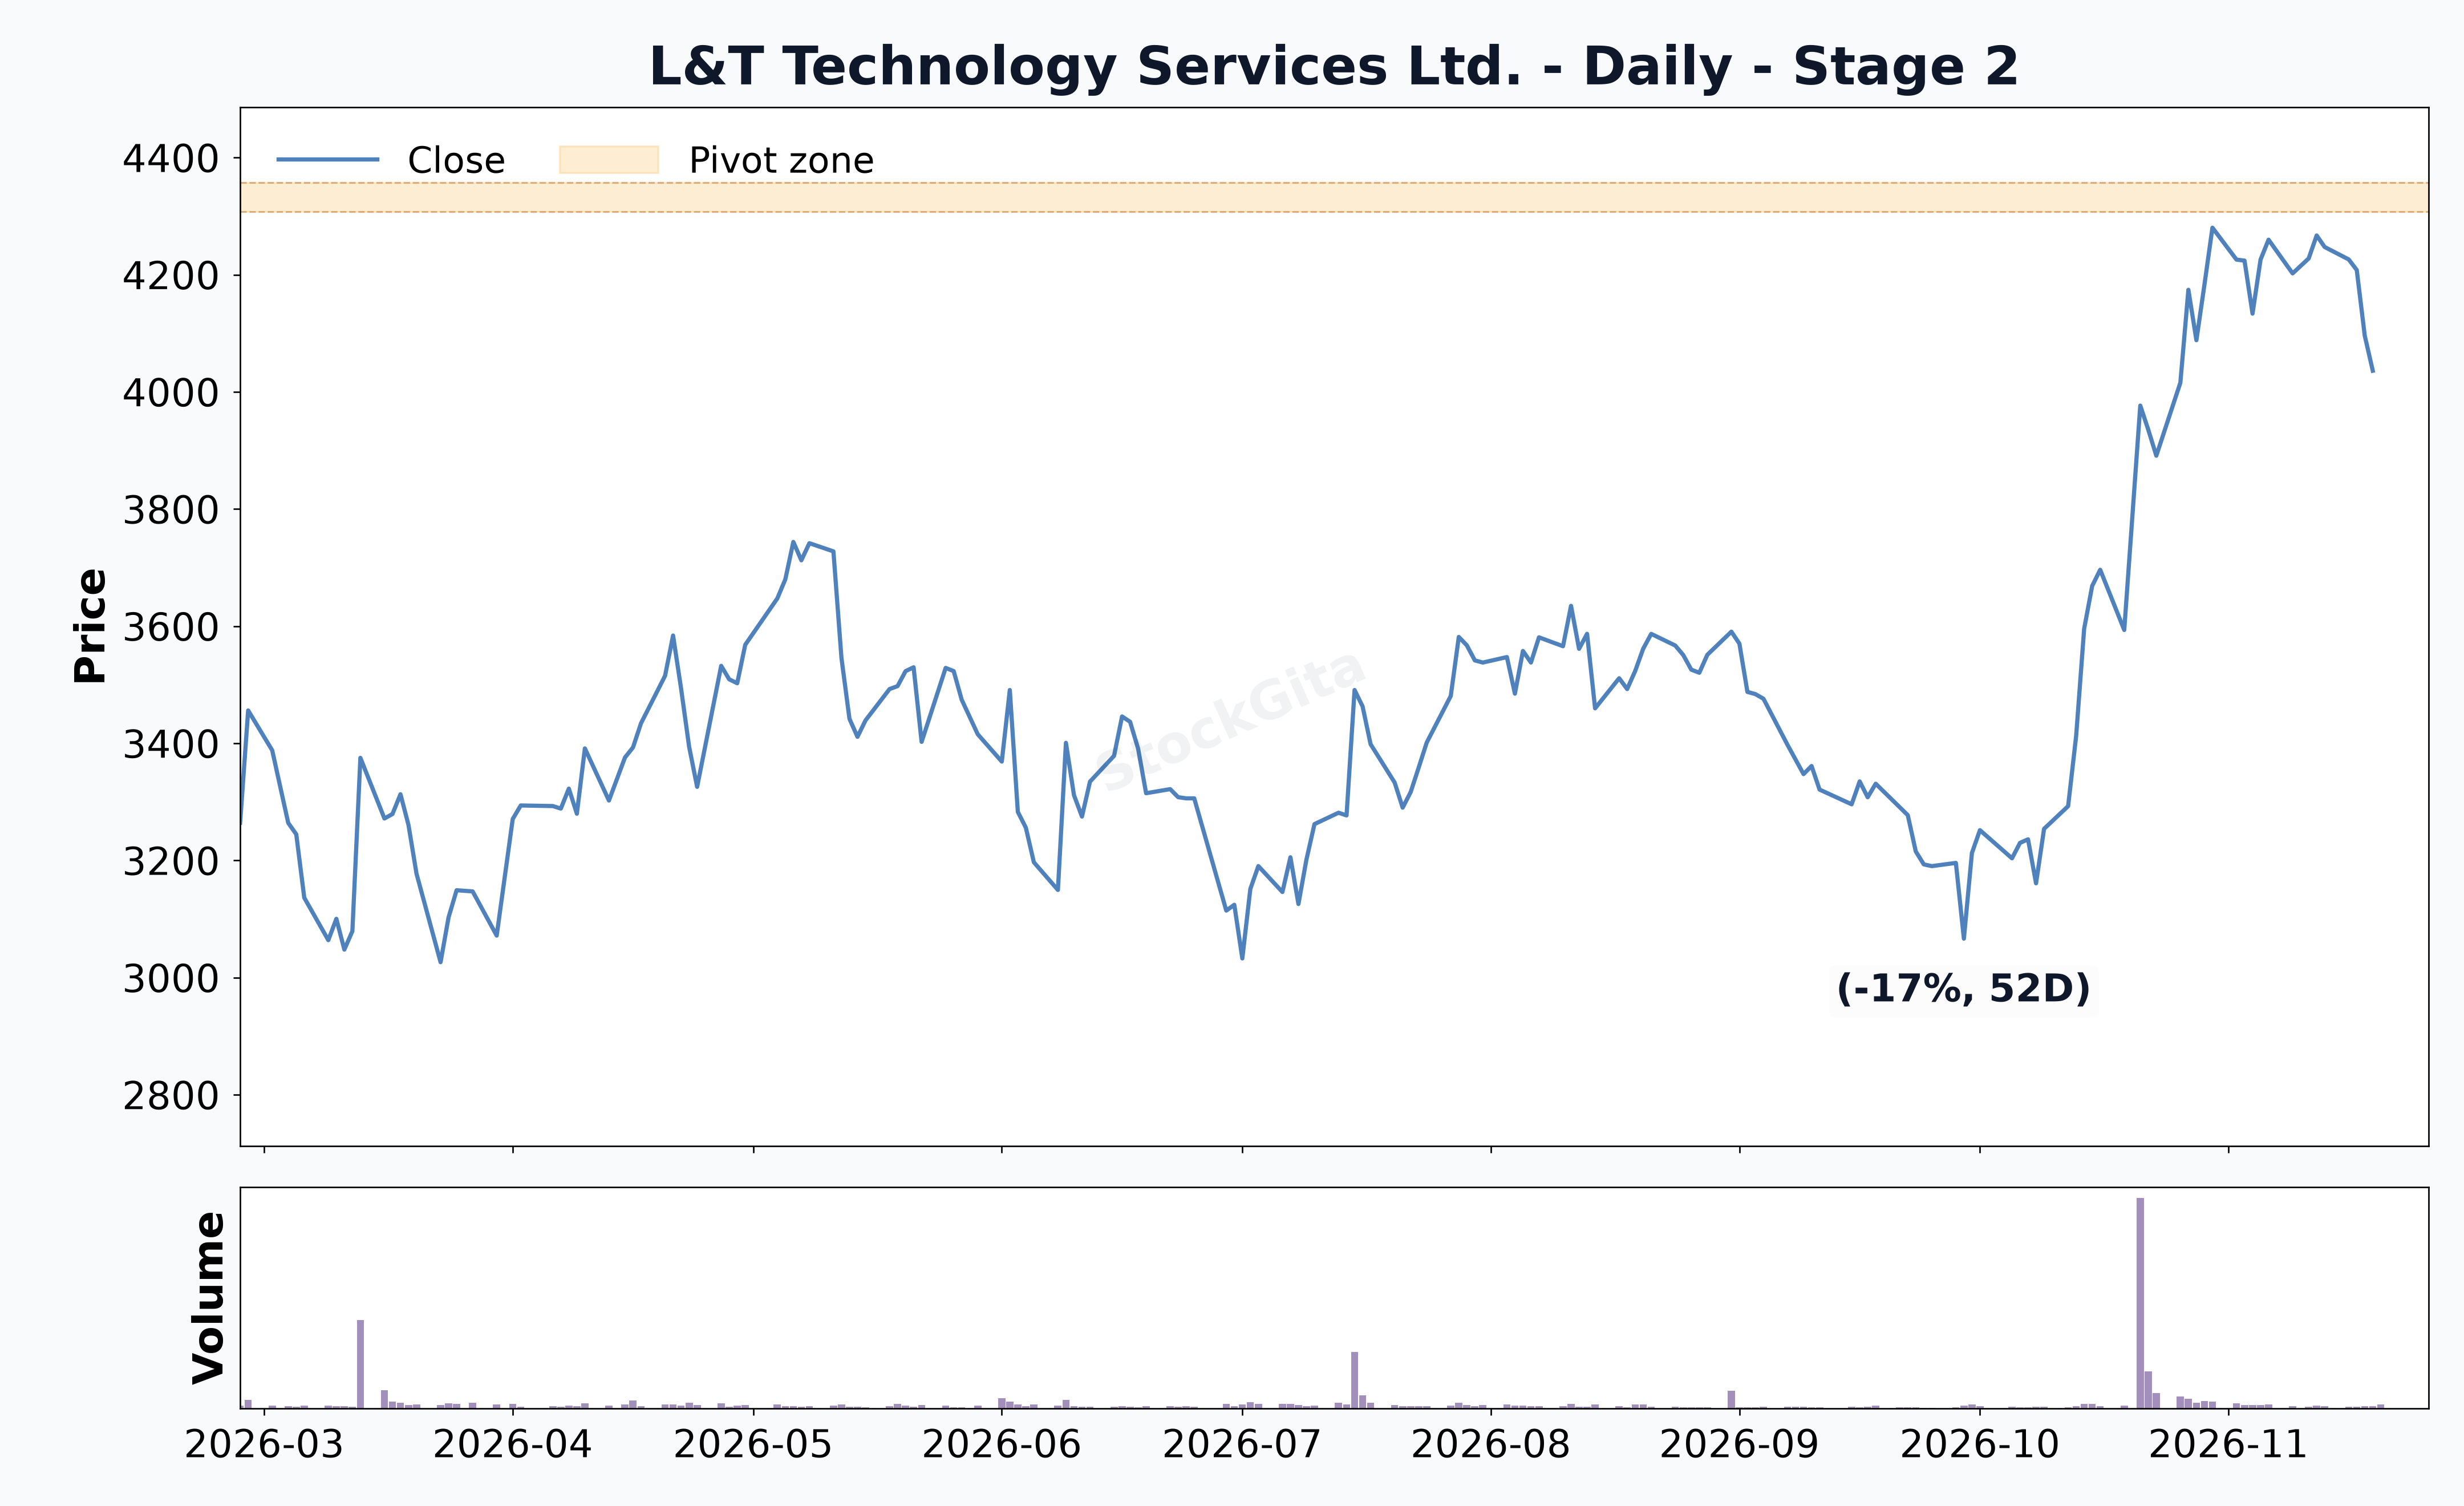 L&T Technology Services Ltd. - Daily - Stage 2
Close
Pivot zone
Price
4400
4200
4000
3800
3600
3400
3200
3000
2800
StockGita
(-17%, 52D)
Volume
2026-03
2026-04
2026-05
2026-06
2026-07
2026-08
2026-09
2026-10
2026-11